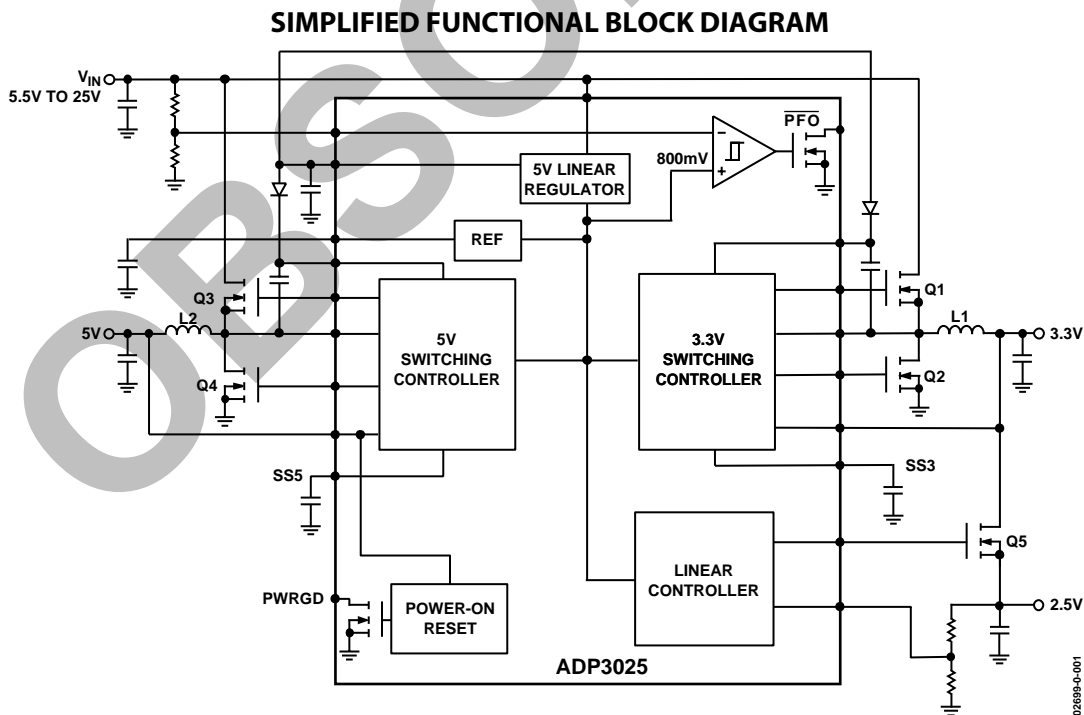 SIMPLIFIED FUNCTIONAL BLOCK DIAGRAM
VIN
5.5V TO 25V
PFO
800mV
−
+
5V LINEAR
REGULATOR
REF
Q3
Q1
L2
L1
5V
3.3V
5V
SWITCHING
CONTROLLER
3.3V
SWITCHING
CONTROLLER
Q4
Q2
SS5
SS3
Q5
LINEAR
CONTROLLER
PWRGD
POWER-ON
RESET
2.5V
ADP3025
02699-0-001